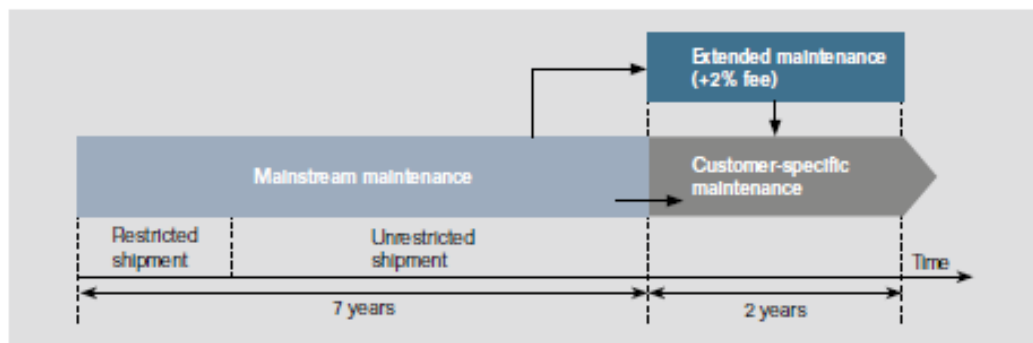 Extended maintenance
(+2% fee)
Mainstream maintenance
Customer-specific
maintenance
Restricted
shipment
Unrestricted
shipment
Time
7 years
2 years